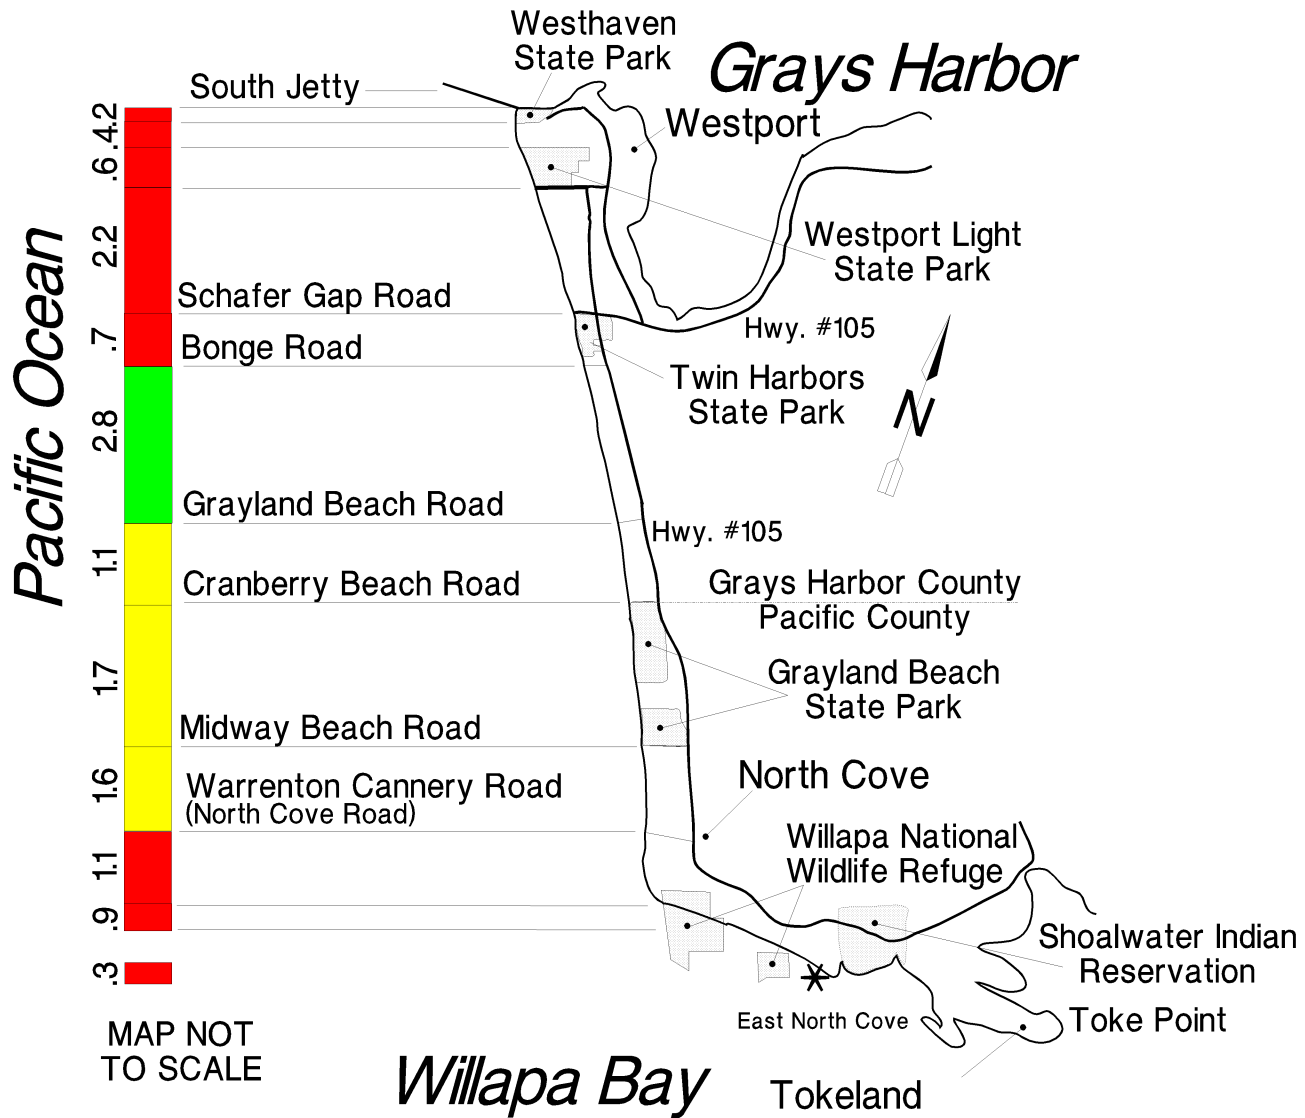 Westhaven
State Park
Grays Harbor
South Jetty
Westport
.4.2
.6
2.2
Westport Light
State Park
Schafer Gap Road
Hwy. #105
.7
Bonge Road
Twin Harbors
State Park
N
Pacific Ocean
2.8
Grayland Beach Road
Hwy. #105
1.1
Cranberry Beach Road
Grays Harbor County
Pacific County
1.7
Grayland Beach
State Park
Midway Beach Road
North Cove
1.6
Warrenton Cannery Road
(North Cove Road)
Willapa National
Wildlife Refuge
1.1
.9
Shoalwater Indian
Reservation
.3
East North Cove
Toke Point
MAP NOT
TO SCALE
Willapa Bay
Tokeland